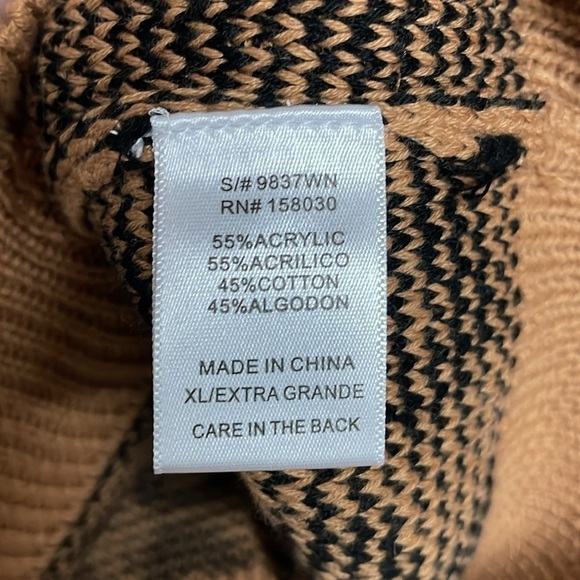 S/# 9837WN
RN# 158030
55%ACRYLIC
55%ACRILICO
45%COTTON
45%ALGODON
MADE IN CHINA
XL/EXTRA GRANDE
CARE IN THE BACK